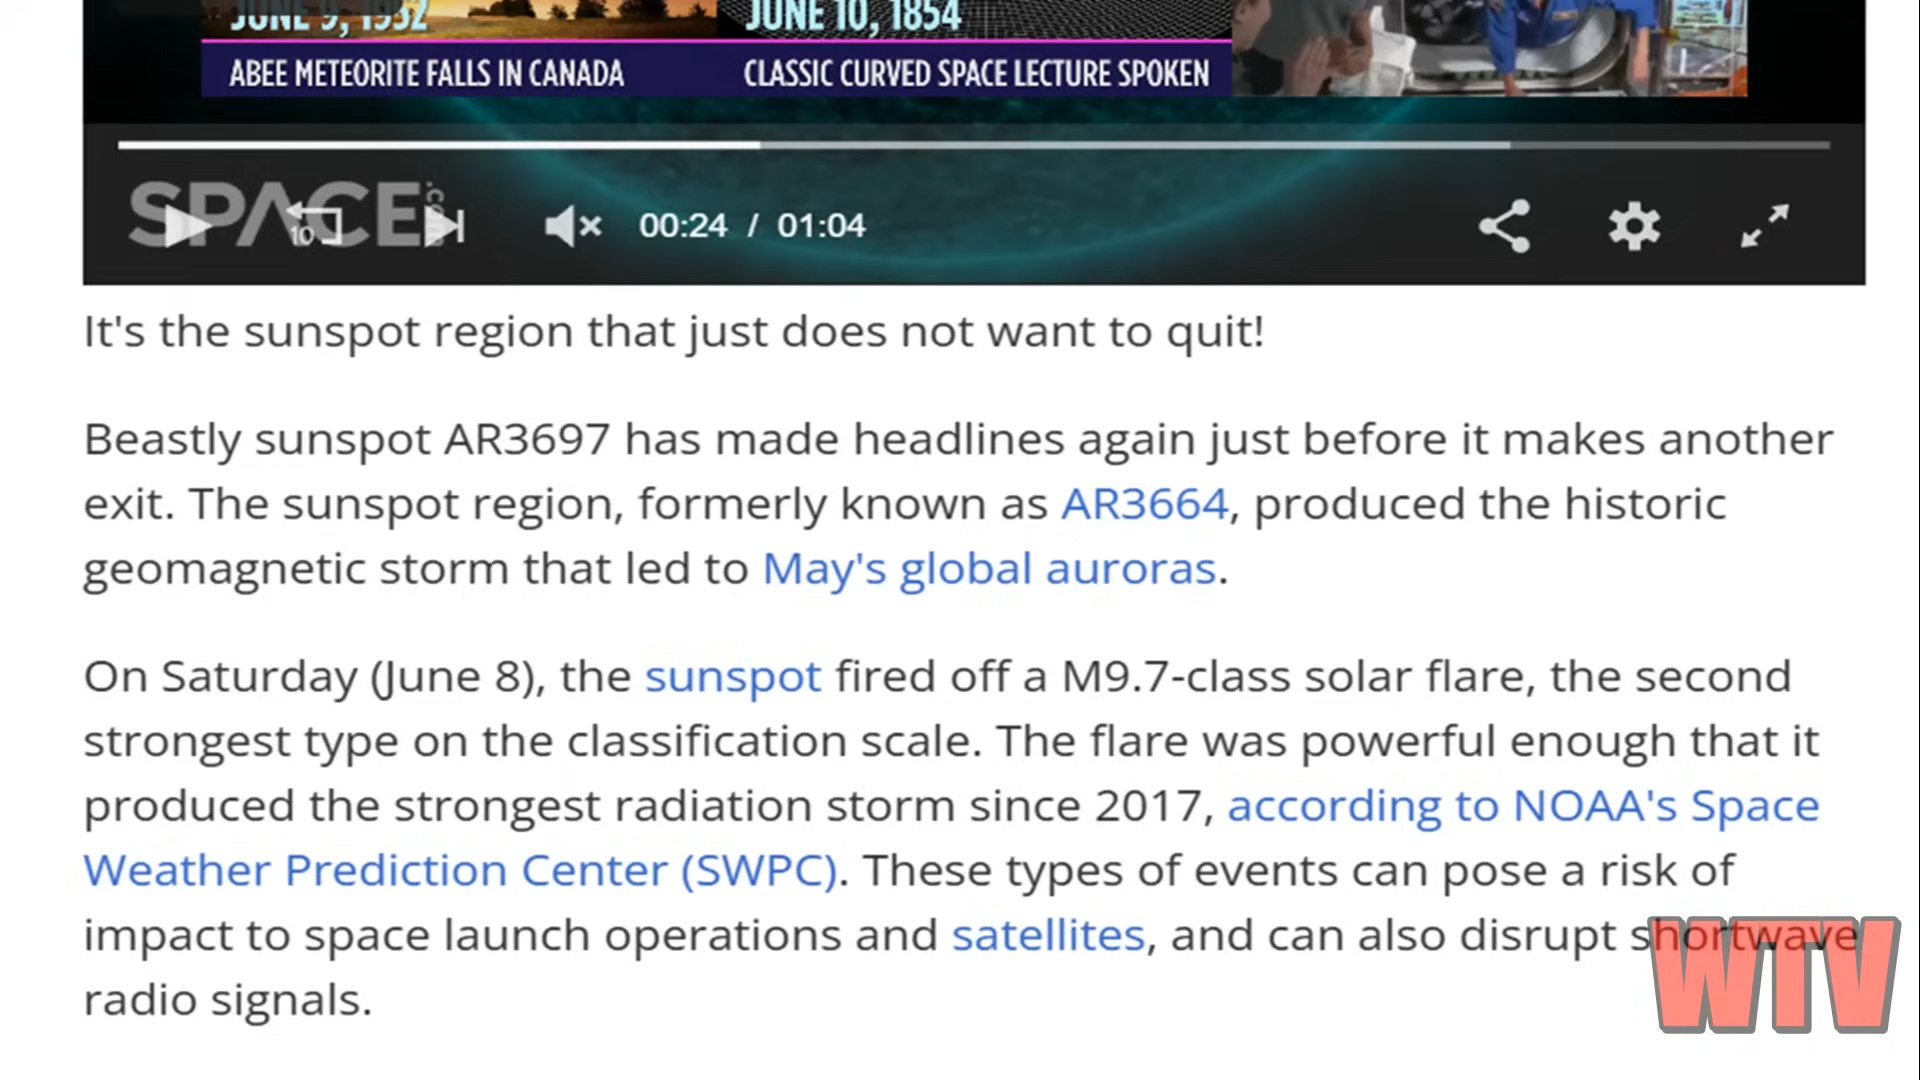 JUNE 9, 1952
JUNE 10, 1854
ABEE METEORITE FALLS IN CANADA
CLASSIC CURVED SPACE LECTURE SPOKEN
SPACE.com
10
00:24 / 01:04
It's the sunspot region that just does not want to quit!
Beastly sunspot AR3697 has made headlines again just before it makes another
exit. The sunspot region, formerly known as AR3664, produced the historic
geomagnetic storm that led to May's global auroras.
On Saturday (June 8), the sunspot fired off a M9.7-class solar flare, the second
strongest type on the classification scale. The flare was powerful enough that it
produced the strongest radiation storm since 2017, according to NOAA's Space
Weather Prediction Center (SWPC). These types of events can pose a risk of
impact to space launch operations and satellites, and can also disrupt shortwave
radio signals.
WTV